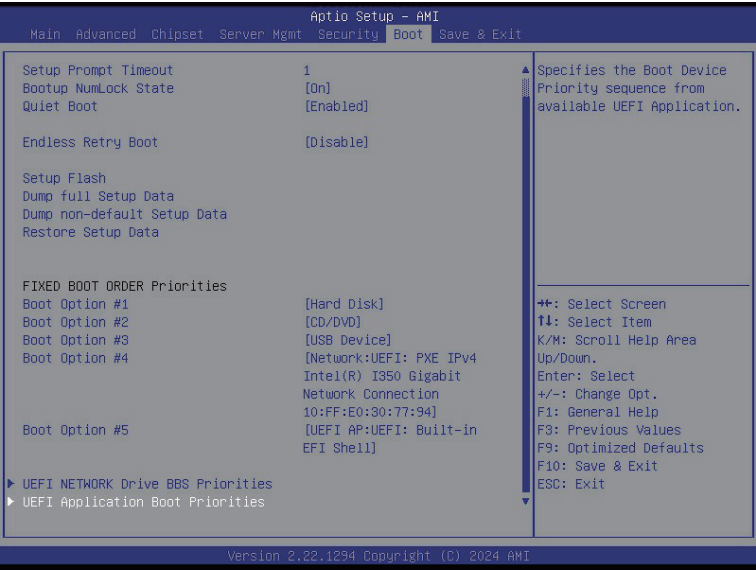 Aptio Setup – AMI
Main Advanced Chipset Server Mgmt Security Boot Save & Exit
Setup Prompt Timeout 1
Bootup NumLock State [On]
Quiet Boot [Enabled]
Endless Retry Boot [Disable]
Setup Flash
Dump full Setup Data
Dump non-default Setup Data
Restore Setup Data
FIXED BOOT ORDER Priorities
Boot Option #1 [Hard Disk]
Boot Option #2 [CD/DVD]
Boot Option #3 [USB Device]
Boot Option #4 [Network:UEFI: PXE IPv4
Intel(R) I350 Gigabit
Network Connection
10:FF:E0:30:77:94]
Boot Option #5 [UEFI AP:UEFI: Built-in
EFI Shell]
▶ UEFI NETWORK Drive BBS Priorities
▶ UEFI Application Boot Priorities
Specifies the Boot Device
Priority sequence from
available UEFI Application.
→←: Select Screen
↑↓: Select Item
K/M: Scroll Help Area
Up/Down.
Enter: Select
+/-: Change Opt.
F1: General Help
F3: Previous Values
F9: Optimized Defaults
F10: Save & Exit
ESC: Exit
Version 2.22.1294 Copyright (C) 2024 AMI